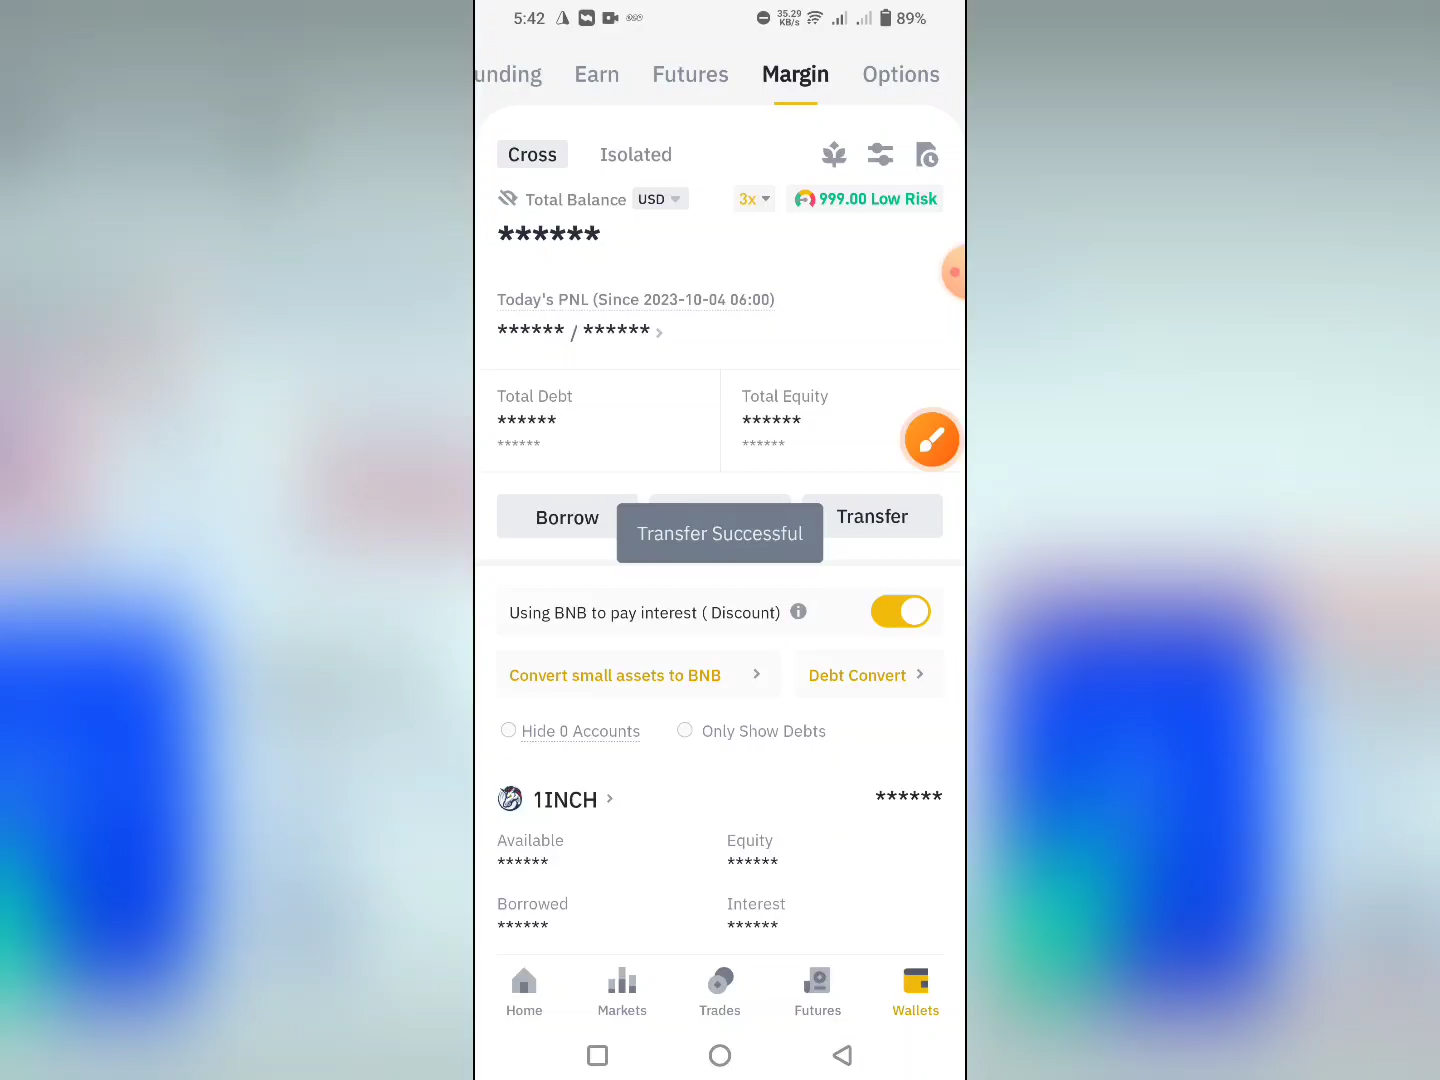 5:42 35.29 KB/s 89%
unding Earn Futures Margin Options
Cross Isolated
Total Balance USD 3x 999.00 Low Risk
******
Today's PNL (Since 2023-10-04 06:00)
****** / ******
Total Debt Total Equity
****** ******
****** ******
Borrow Transfer
Transfer Successful
Using BNB to pay interest ( Discount)
Convert small assets to BNB Debt Convert
Hide 0 Accounts Only Show Debts
1INCH ******
Available Equity
****** ******
Borrowed Interest
****** ******
Home Markets Trades Futures Wallets